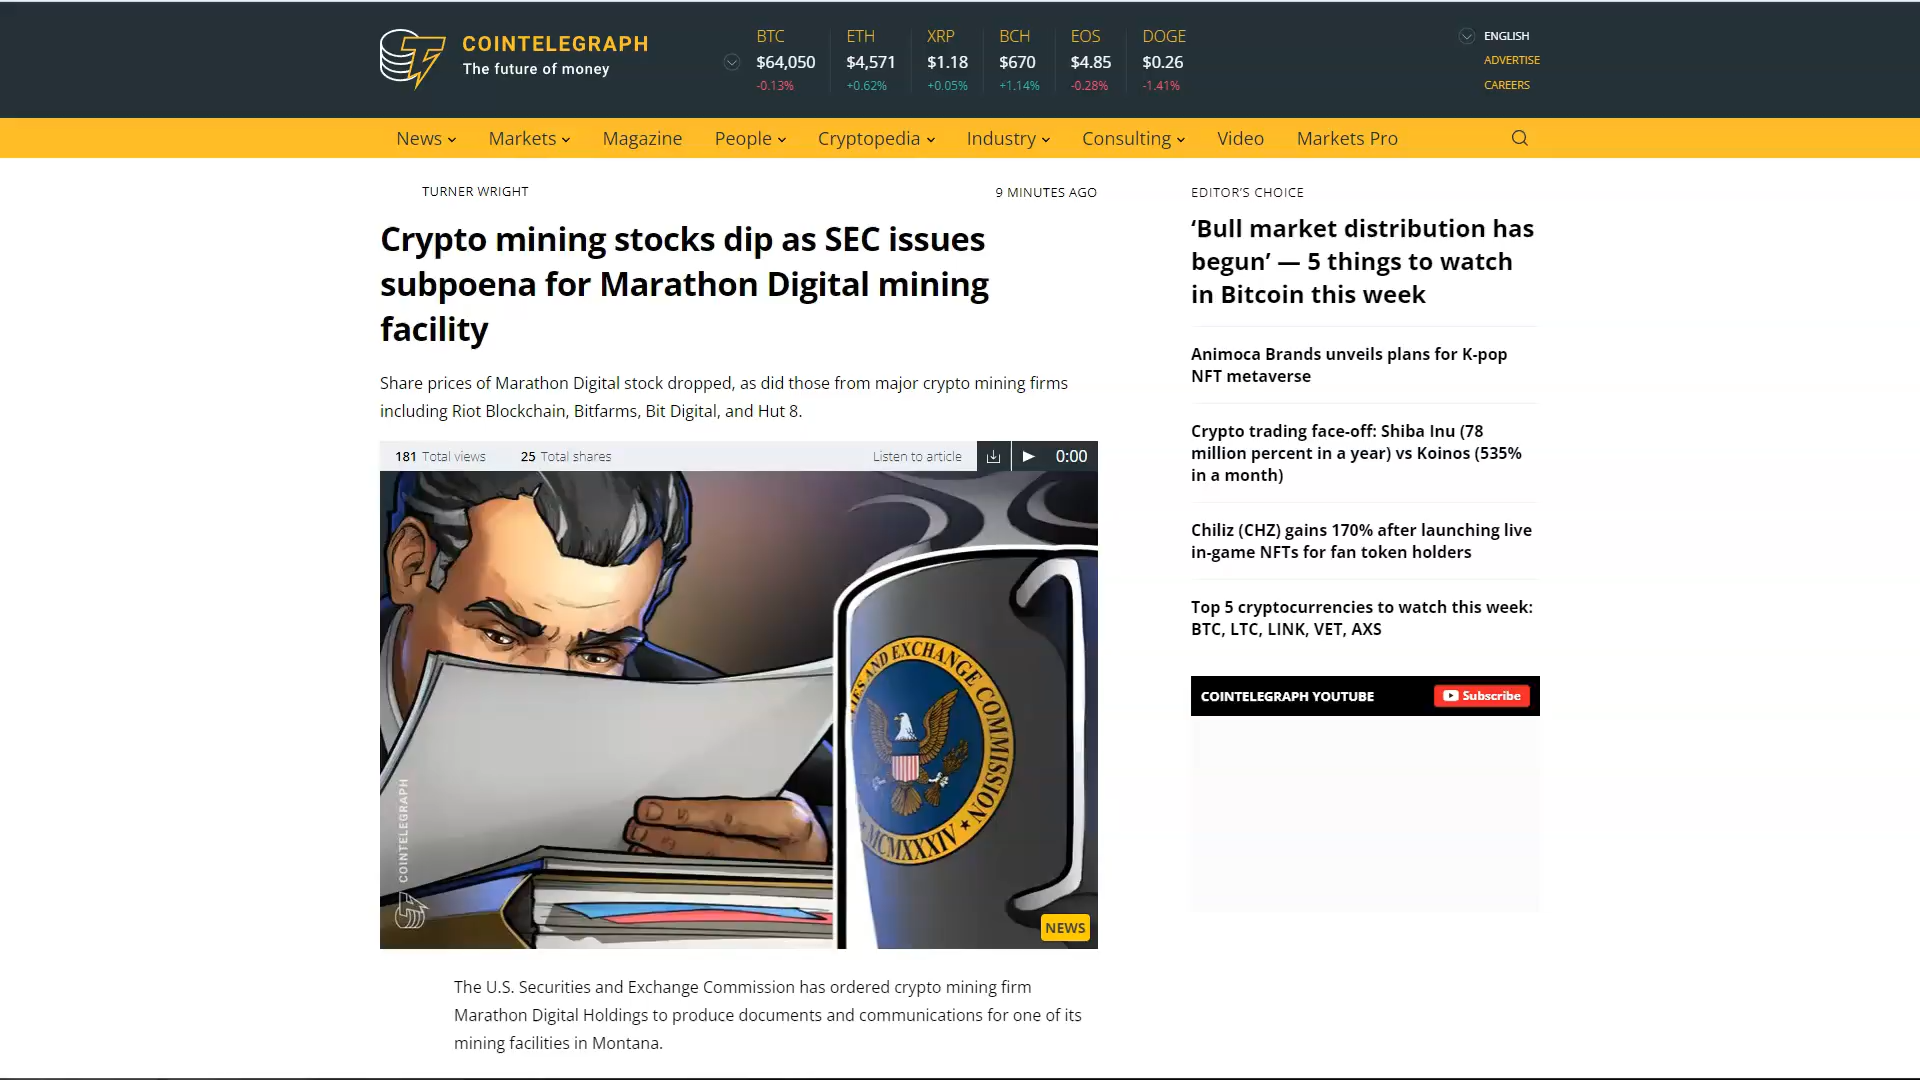 COINTELEGRAPH
The future of money
BTC
$64,050
-0.13%
ETH
$4,571
+0.62%
XRP
$1.18
+0.05%
BCH
$670
+1.14%
EOS
$4.85
-0.28%
DOGE
$0.26
-1.41%
ENGLISH
ADVERTISE
CAREERS
News Markets Magazine People Cryptopedia Industry Consulting Video Markets Pro
TURNER WRIGHT
9 MINUTES AGO
Crypto mining stocks dip as SEC issues
subpoena for Marathon Digital mining
facility
Share prices of Marathon Digital stock dropped, as did those from major crypto mining firms
including Riot Blockchain, Bitfarms, Bit Digital, and Hut 8.
181 Total views 25 Total shares Listen to article 0:00
IES AND EXCHANGE COMMISSION
MCMXXXIV
COINTELEGRAPH
NEWS
The U.S. Securities and Exchange Commission has ordered crypto mining firm
Marathon Digital Holdings to produce documents and communications for one of its
mining facilities in Montana.
EDITOR'S CHOICE
‘Bull market distribution has
begun’ — 5 things to watch
in Bitcoin this week
Animoca Brands unveils plans for K-pop
NFT metaverse
Crypto trading face-off: Shiba Inu (78
million percent in a year) vs Koinos (535%
in a month)
Chiliz (CHZ) gains 170% after launching live
in-game NFTs for fan token holders
Top 5 cryptocurrencies to watch this week:
BTC, LTC, LINK, VET, AXS
COINTELEGRAPH YOUTUBE
Subscribe